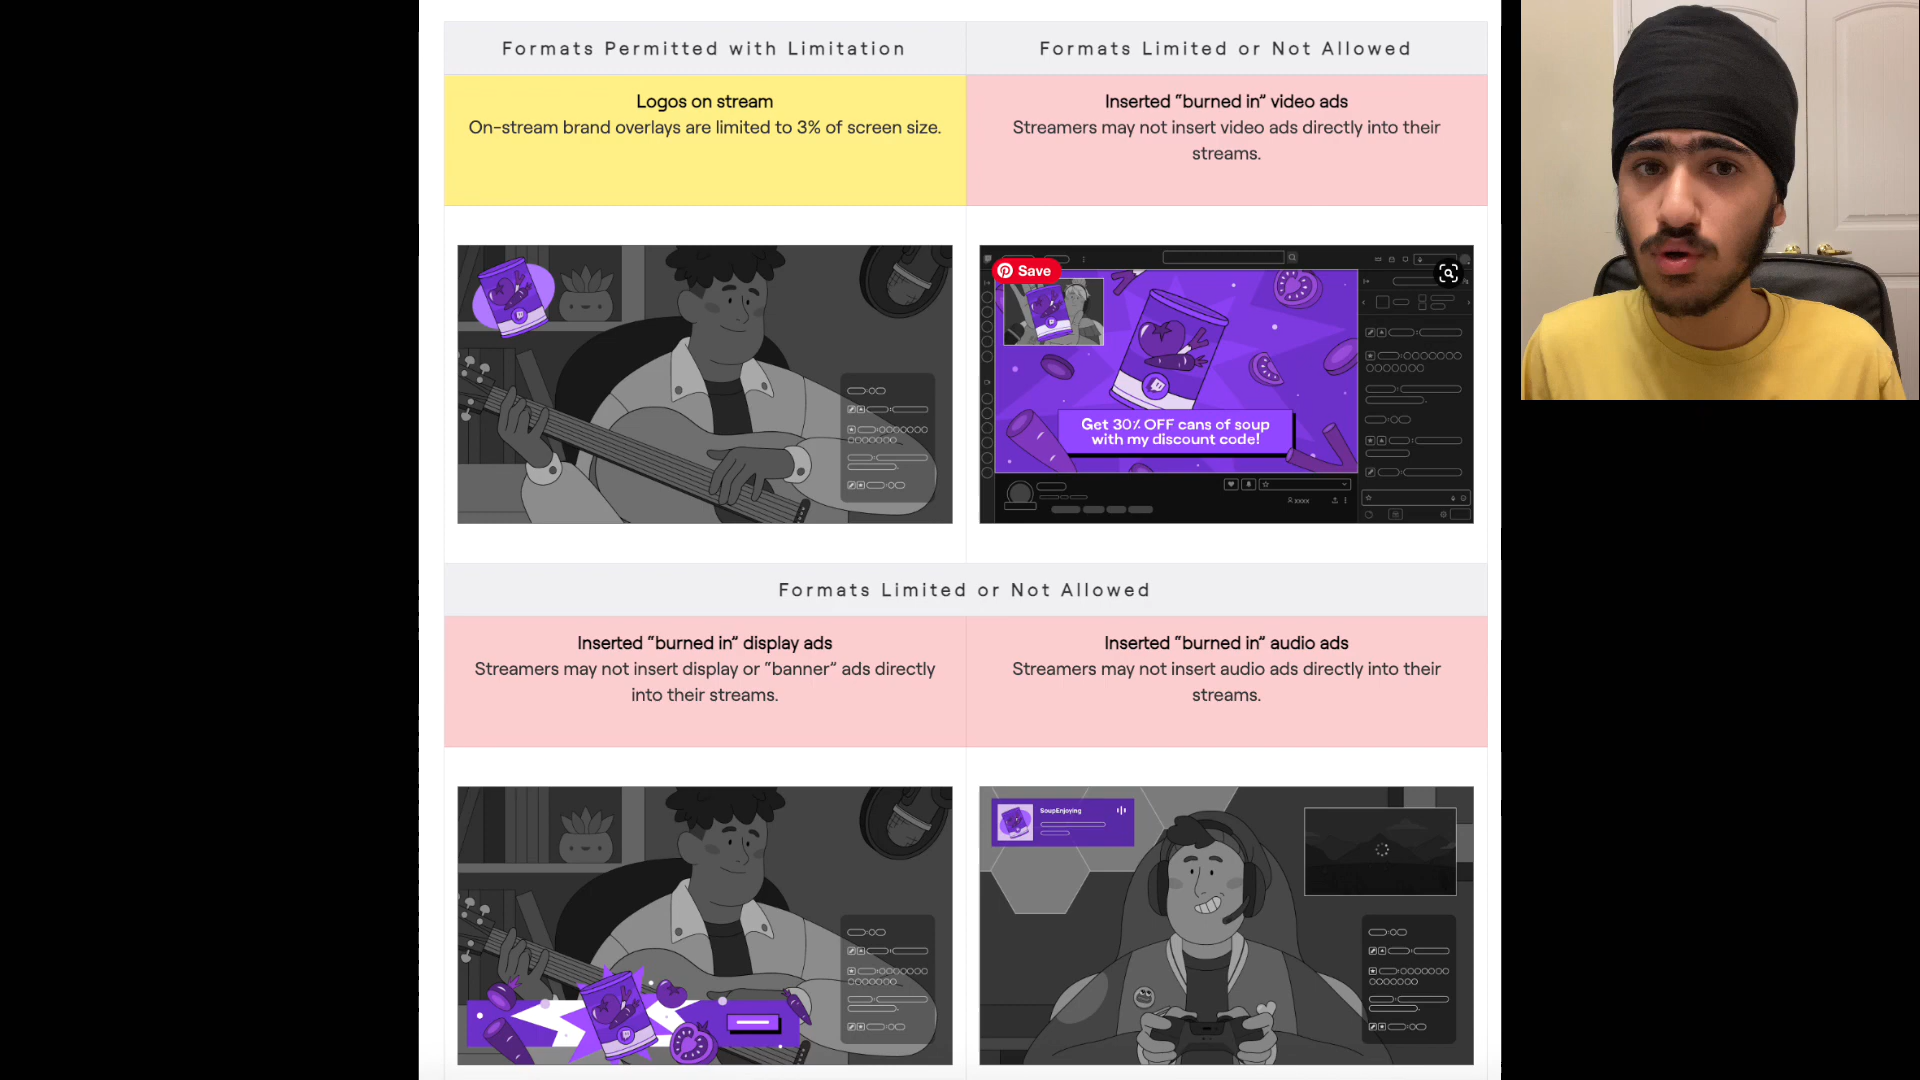 Formats Permitted with Limitation
Formats Limited or Not Allowed
Logos on stream
On-stream brand overlays are limited to 3% of screen size.
Inserted “burned in” video ads
Streamers may not insert video ads directly into their
streams.
Save
Get 30% OFF cans of soup
with my discount code!
xxxx
Formats Limited or Not Allowed
Inserted “burned in” display ads
Streamers may not insert display or “banner” ads directly
into their streams.
Inserted “burned in” audio ads
Streamers may not insert audio ads directly into their
streams.
SoupEnjoying